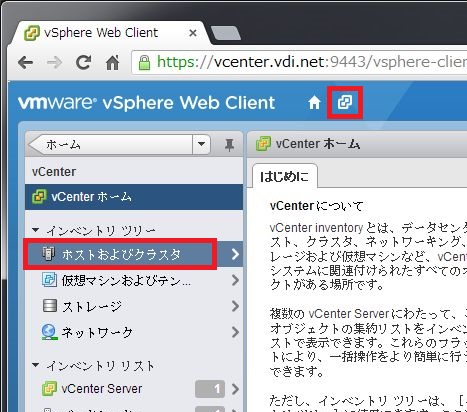 vSphere Web Client
https://vcenter.vdi.net:9443/vsphere-clie
vmware® vSphere Web Client
ホーム
vCenter
vCenter ホーム
インベントリ ツリー
ホストおよびクラスタ
仮想マシンおよびテン...
ストレージ
ネットワーク
インベントリ リスト
vCenter Server
1
vCenter ホーム
はじめに
vCenter について
vCenter inventory とは、データセン
スト、クラスタ、ネットワーキング、
レージおよび仮想マシンなど、vCe
システムに関連付けられたすべてのオ
クトがある場所です。
複数の vCenter Server にわたって、
オブジェクトの集約リストをインベン
ストで表示できます。これらのフラッ
トにより、一括操作をより簡単に行う
できます。
ただし、インベントリ ツリーは、［